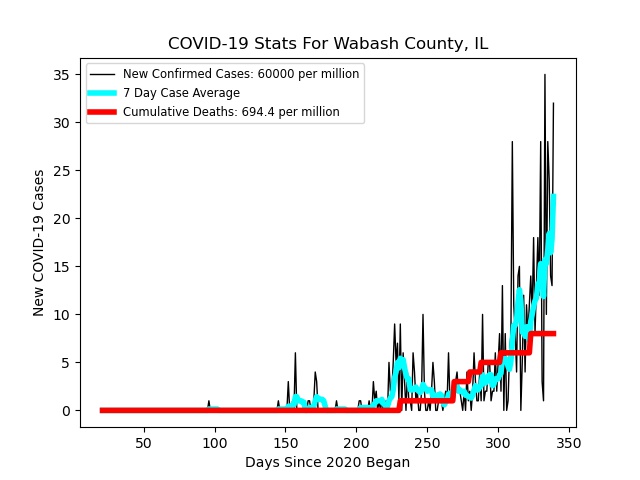 COVID-19 Stats For Wabash County, IL
New Confirmed Cases: 60000 per million
7 Day Case Average
Cumulative Deaths: 694.4 per million
New COVID-19 Cases
35
30
25
20
15
10
5
0
50
100
150
200
250
300
350
Days Since 2020 Began